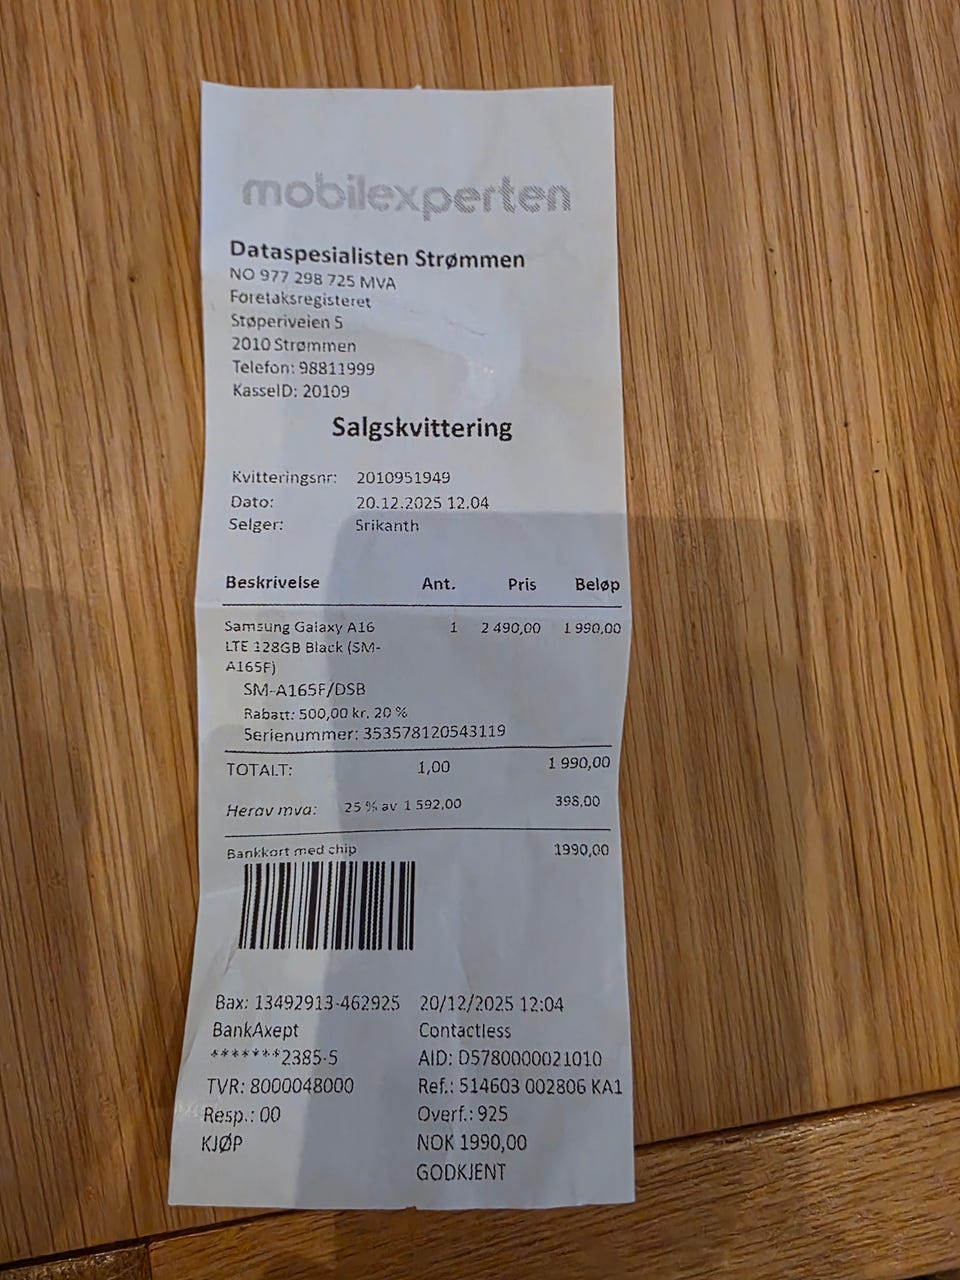 mobilexperten
Dataspesialisten Strømmen
NO 977 298 725 MVA
Foretaksregisteret
Støperiveien 5
2010 Strømmen
Telefon: 98811999
KasseID: 20109
Salgskvittering
Kvitteringsnr: 2010951949
Dato: 20.12.2025 12.04
Selger: Srikanth
Beskrivelse Ant. Pris Beløp
Samsung Galaxy A16 1 2 490,00 1 990,00
LTE 128GB Black (SM-
A165F)
SM-A165F/DSB
Rabatt: 500,00 kr, 20 %
Serienummer: 353578120543119
TOTALT: 1,00 1 990,00
Herav mva: 25 % av 1 592,00 398,00
Bankkort med chip 1990,00
Bax: 13492913-462925 20/12/2025 12:04
BankAxept Contactless
*******2385-5 AID: D5780000021010
TVR: 8000048000 Ref.: 514603 002806 KA1
Resp.: 00 Overf.: 925
KJØP NOK 1990,00
GODKJENT